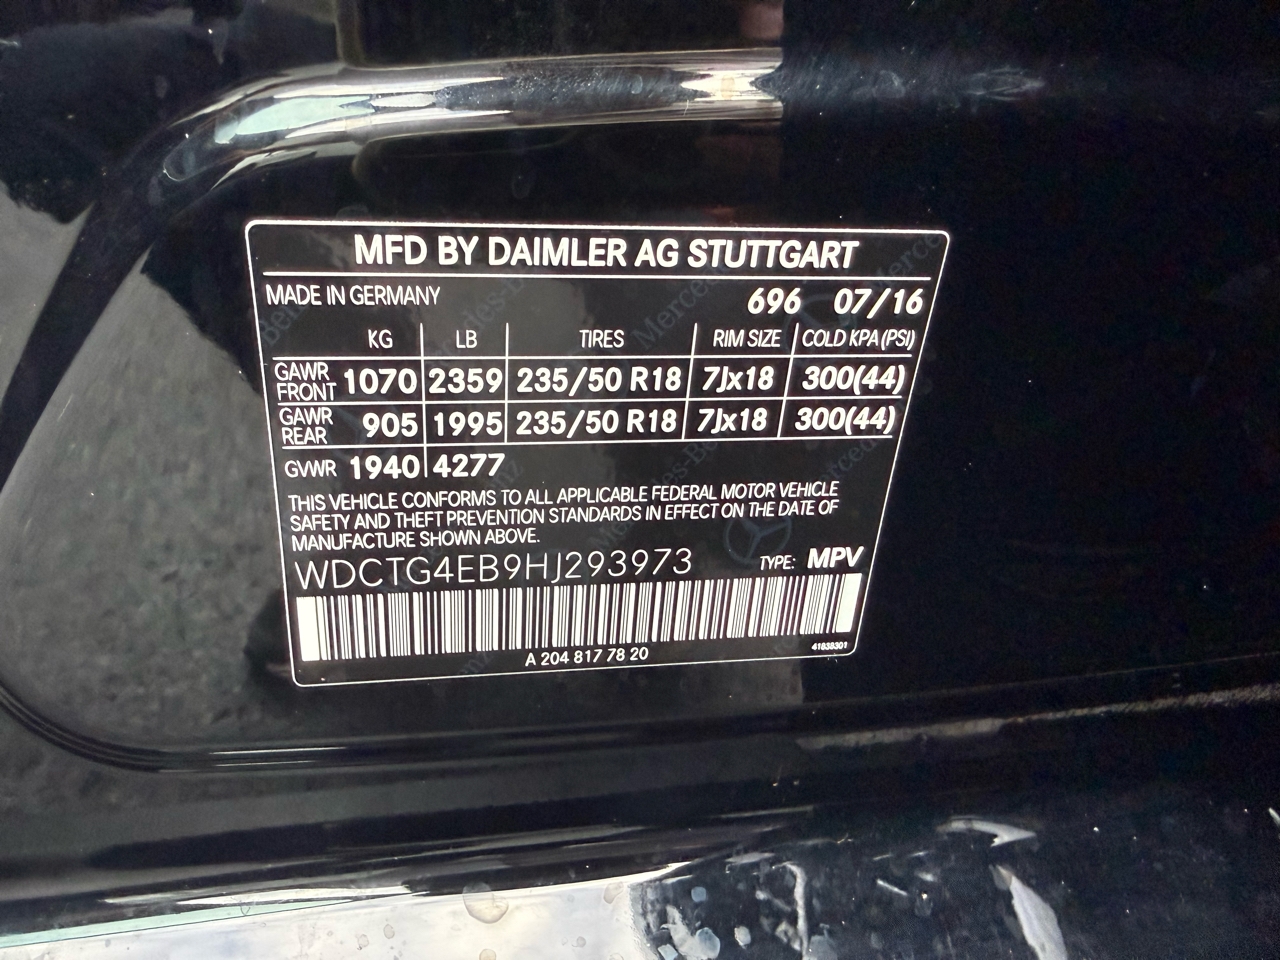 MFD BY DAIMLER AG STUTTGART
MADE IN GERMANY 696 07/16
KG LB TIRES RIM SIZE COLD KPA (PSI)
GAWR FRONT 1070 2359 235/50 R18 7Jx18 300(44)
GAWR REAR 905 1995 235/50 R18 7Jx18 300(44)
GVWR 1940 4277
THIS VEHICLE CONFORMS TO ALL APPLICABLE FEDERAL MOTOR VEHICLE
SAFETY AND THEFT PREVENTION STANDARDS IN EFFECT ON THE DATE OF
MANUFACTURE SHOWN ABOVE.
WDCTG4EB9HJ293973 TYPE: MPV
A 204 817 78 20 41838301